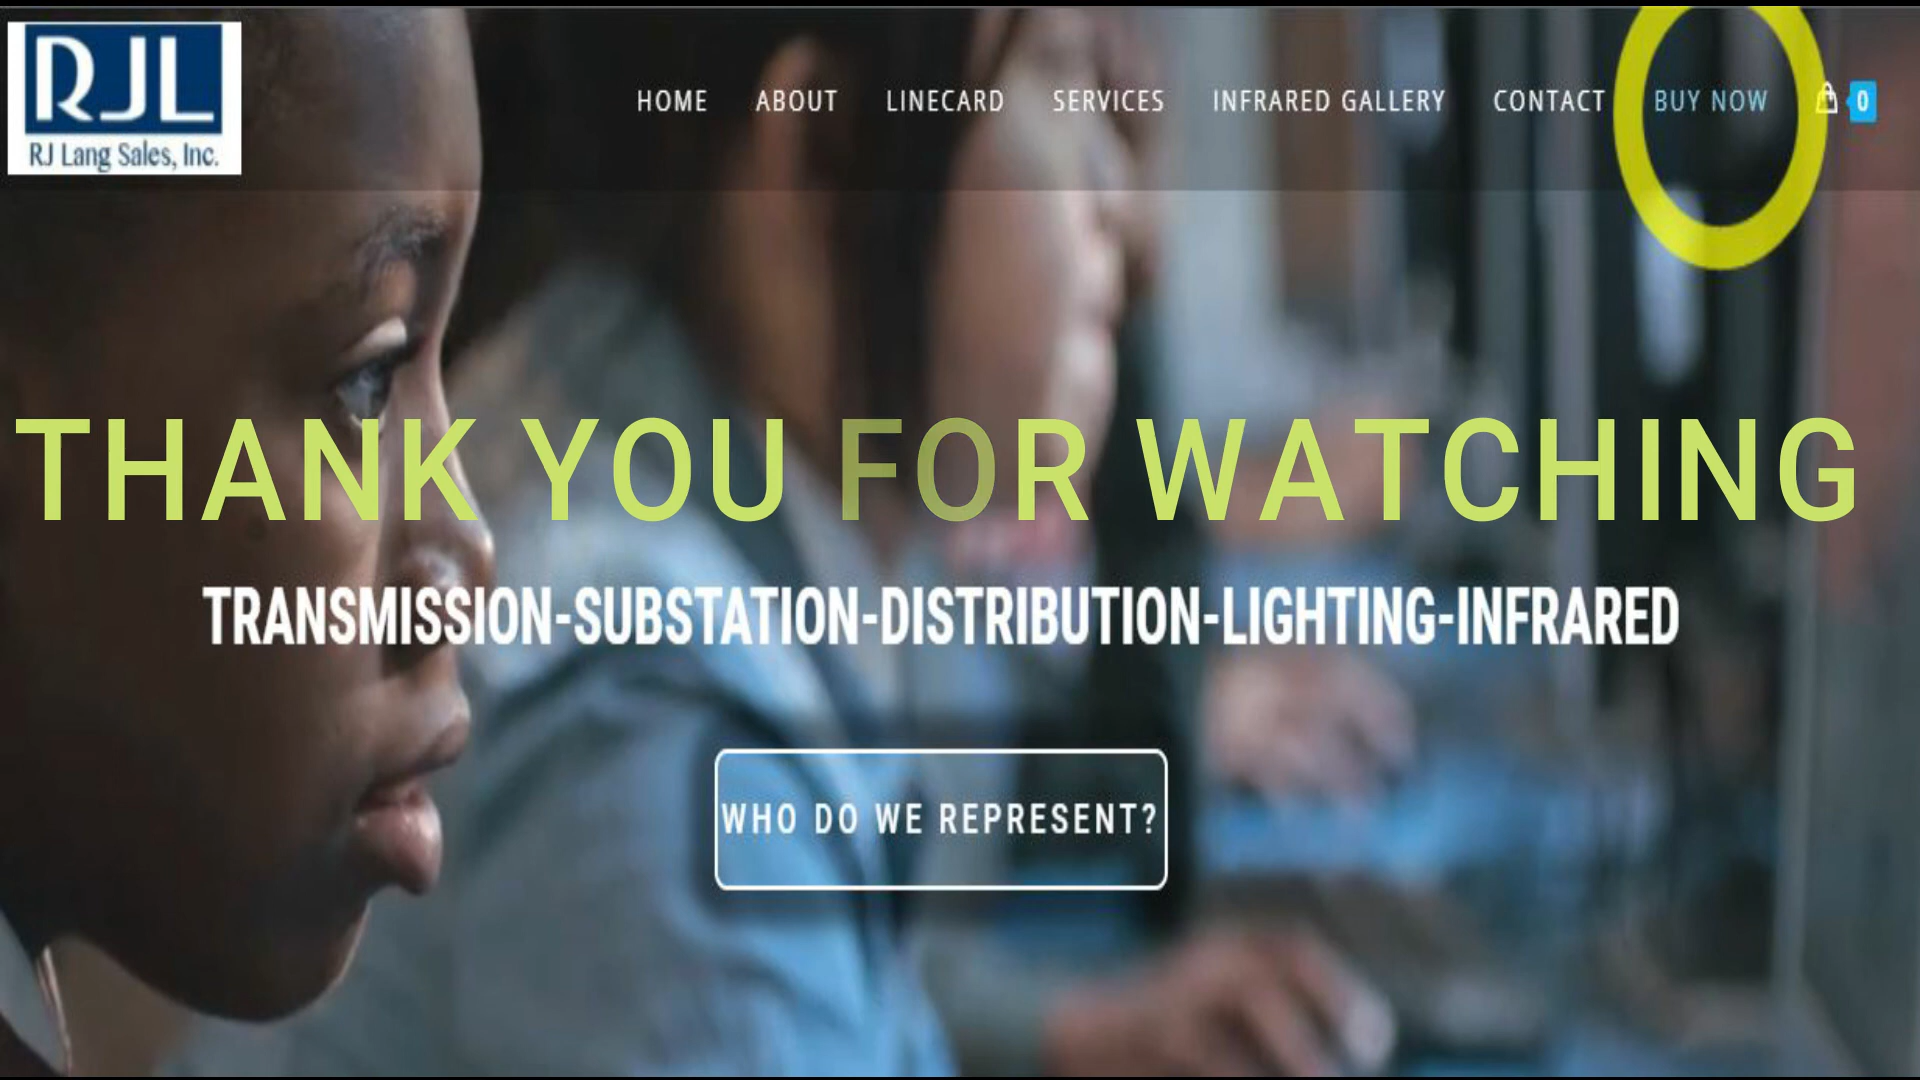 RJL
RJ Lang Sales, Inc.
HOME ABOUT LINECARD SERVICES INFRARED GALLERY CONTACT BUY NOW 0
THANK YOU FOR WATCHING
TRANSMISSION-SUBSTATION-DISTRIBUTION-LIGHTING-INFRARED
WHO DO WE REPRESENT?